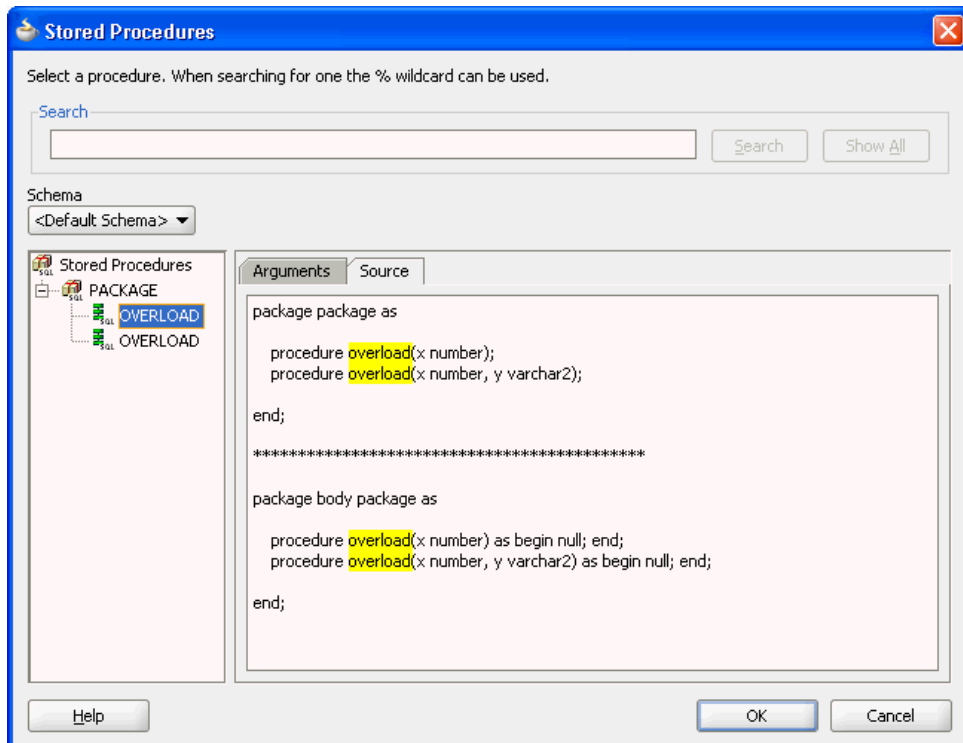 Stored Procedures
Select a procedure. When searching for one the % wildcard can be used.
Search
Search
Show All
Schema
<Default Schema>
Stored Procedures
PACKAGE
OVERLOAD
OVERLOAD
Arguments
Source
package package as
procedure overload(x number);
procedure overload(x number, y varchar2);
end;
********************************************
package body package as
procedure overload(x number) as begin null; end;
procedure overload(x number, y varchar2) as begin null; end;
end;
Help
OK
Cancel